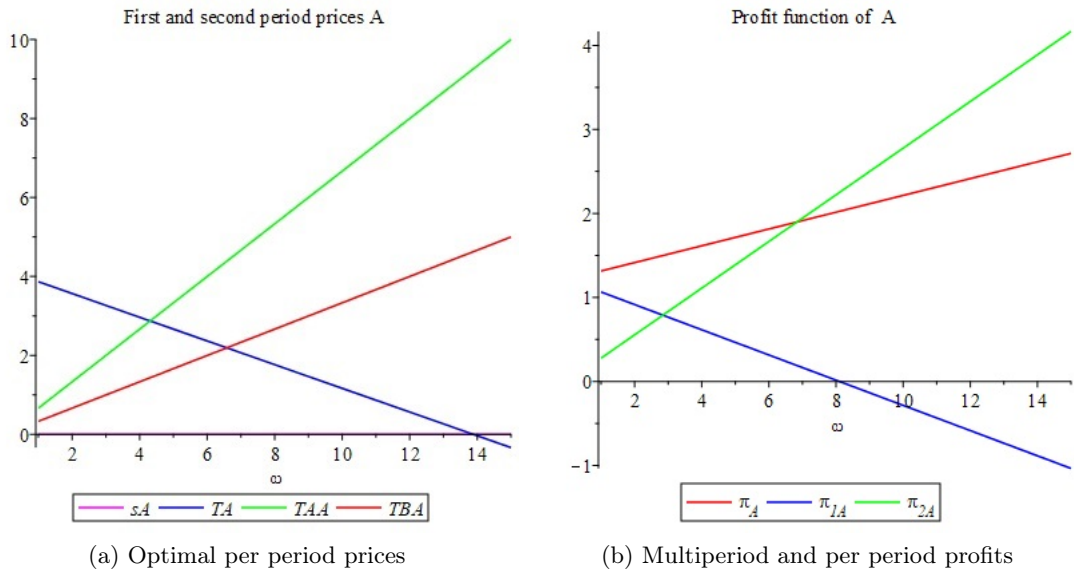 First and second period prices A
10
8
6
4
2
0
2 4 6 8 10 12 14
ω
sA TA TAA TBA
(a) Optimal per period prices
Profit function of A
4
3
2
1
0
−1
2 4 6 8 10 12 14
ω
π_A π_1A π_2A
(b) Multiperiod and per period profits